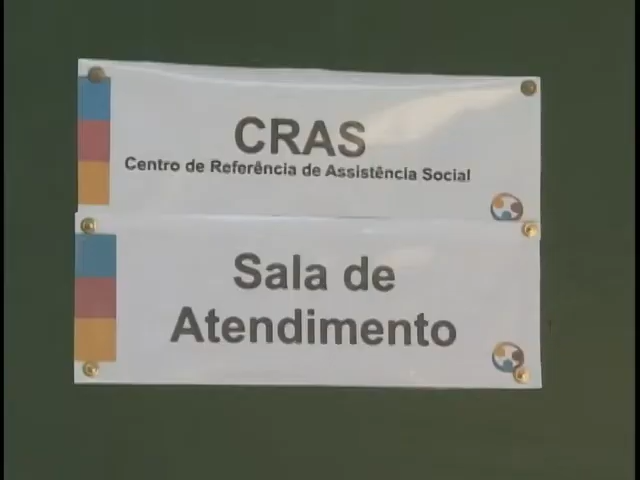 CRAS
Centro de Referência de Assistência Social
Sala de
Atendimento